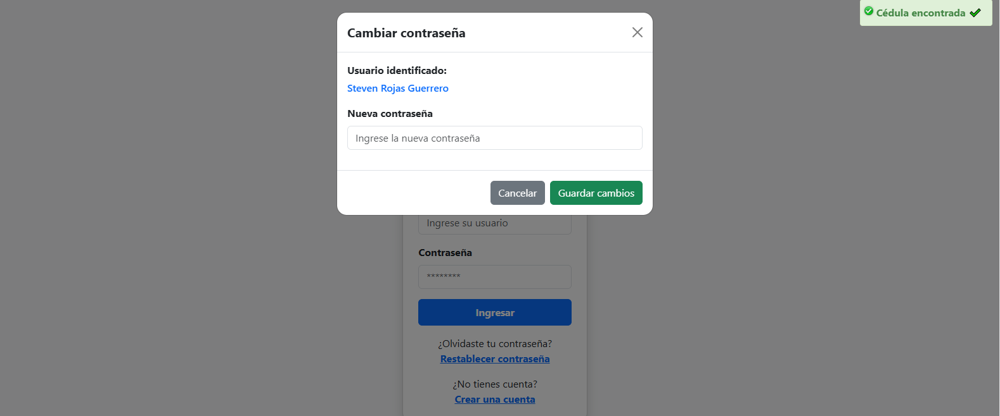 Cédula encontrada ✔
Cambiar contraseña
Usuario identificado:
Steven Rojas Guerrero
Nueva contraseña
Ingrese la nueva contraseña
Cancelar Guardar cambios
Ingrese su usuario
Contraseña
********
Ingresar
¿Olvidaste tu contraseña?
Restablecer contraseña
¿No tienes cuenta?
Crear una cuenta